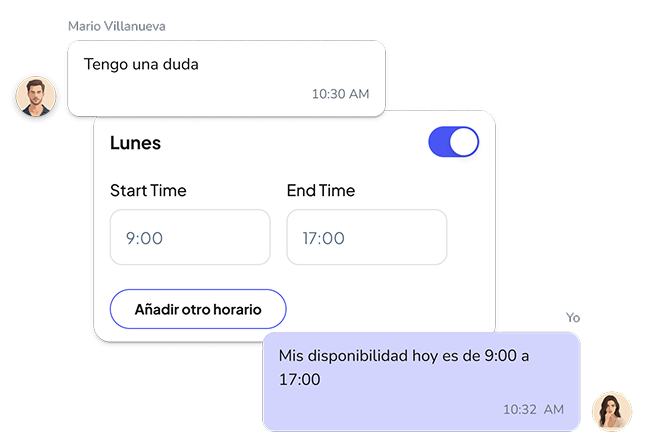 Mario Villanueva
Tengo una duda
10:30 AM
Lunes
Start Time End Time
9:00 17:00
Añadir otro horario
Yo
Mis disponibilidad hoy es de 9:00 a
17:00
10:32 AM